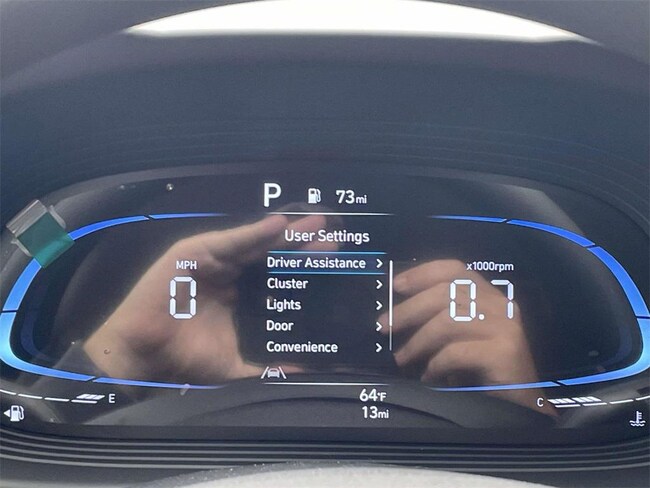 P 73mi
User Settings
Driver Assistance >
MPH
x1000rpm
Cluster >
0
0.7
Lights >
Door >
Convenience >
64°F
E
C
13mi